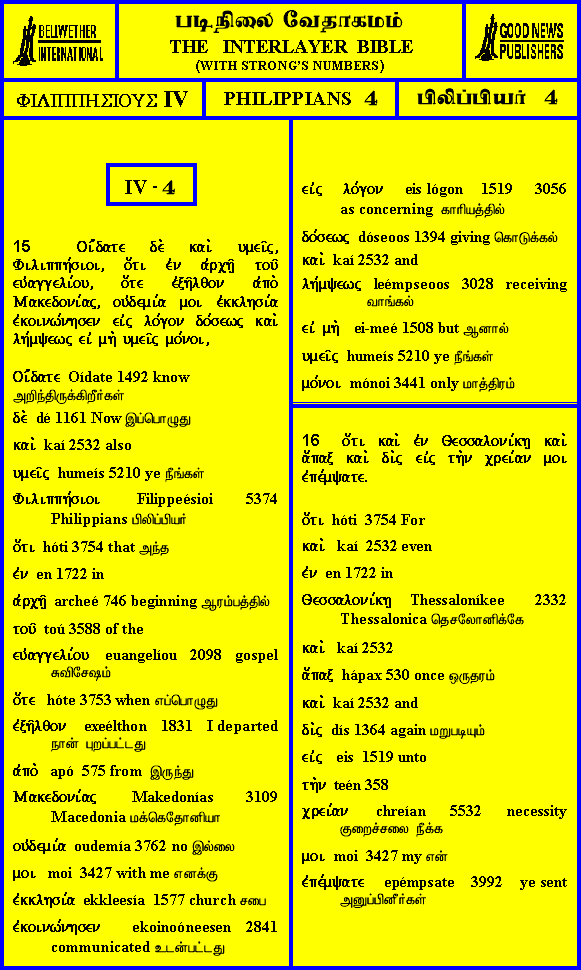 BELLWETHER
INTERNATIONAL
படிநிலை வேதாகமம்
THE INTERLAYER BIBLE
(WITH STRONG'S NUMBERS)
GOOD NEWS
PUBLISHERS
ΦΙΛΙΠΠΗΣΙΟΥΣ IV
PHILIPPIANS 4
பிலிப்பியர் 4
IV - 4
15 Οἴδατε δὲ καὶ υμεῖς,
Φιλιππήσιοι, ὅτι ἐν ἀρχῇ τοῦ
εὐαγγελίου, ὅτε ἐξῆλθον ἀπὸ
Μακεδονίας, οὐδεμία μοι ἐκκλησία
ἐκοινώνησεν εἰς λόγον δόσεως καὶ
λήμψεως εἰ μὴ υμεῖς μόνοι,
Οἴδατε Oídate 1492 know
அறிந்திருக்கிறீர்கள்
δὲ dé 1161 Now இப்பொழுது
καὶ kaí 2532 also
υμεῖς humeís 5210 ye நீங்கள்
Φιλιππήσιοι Filippeésioi 5374
Philippians பிலிப்பியர்
ὅτι hóti 3754 that அந்த
ἐν en 1722 in
ἀρχῇ archeé 746 beginning ஆரம்பத்தில்
τοῦ toú 3588 of the
εὐαγγελίου euangelíou 2098 gospel
சுவிசேஷம்
ὅτε hóte 3753 when எப்பொழுது
ἐξῆλθον exeélthon 1831 I departed
நான் புறப்பட்டது
ἀπὸ apó 575 from இருந்து
Μακεδονίας Makedonías 3109
Macedonia மக்கெதோனியா
οὐδεμία oudemía 3762 no இல்லை
μοι moi 3427 with me எனக்கு
ἐκκλησία ekkleesía 1577 church சபை
ἐκοινώνησεν ekoinoóneesen 2841
communicated உடன்பட்டது
εἰς λόγον eis lógon 1519 3056
as concerning காரியத்தில்
δόσεως dóseoos 1394 giving கொடுக்கல்
καὶ kaí 2532 and
λήμψεως leémpseoos 3028 receiving
வாங்கல்
εἰ μὴ ei-meé 1508 but ஆனால்
υμεῖς humeís 5210 ye நீங்கள்
μόνοι mónoi 3441 only மாத்திரம்
16 ὅτι καὶ ἐν Θεσσαλονίκῃ καὶ
ἅπαξ καὶ δὶς εἰς τὴν χρείαν μοι
ἐπέμψατε.
ὅτι hóti 3754 For
καὶ kaí 2532 even
ἐν en 1722 in
Θεσσαλονίκῃ Thessaloníkee 2332
Thessalonica தெசலோனிக்கே
καὶ kaí 2532
ἅπαξ hápax 530 once ஒருதரம்
καὶ kaí 2532 and
δὶς dís 1364 again மறுபடியும்
εἰς eis 1519 unto
τὴν teén 358
χρείαν chreían 5532 necessity
குறைச்சலை நீக்க
μοι moi 3427 my என்
ἐπέμψατε epémpsate 3992 ye sent
அனுப்பினீர்கள்